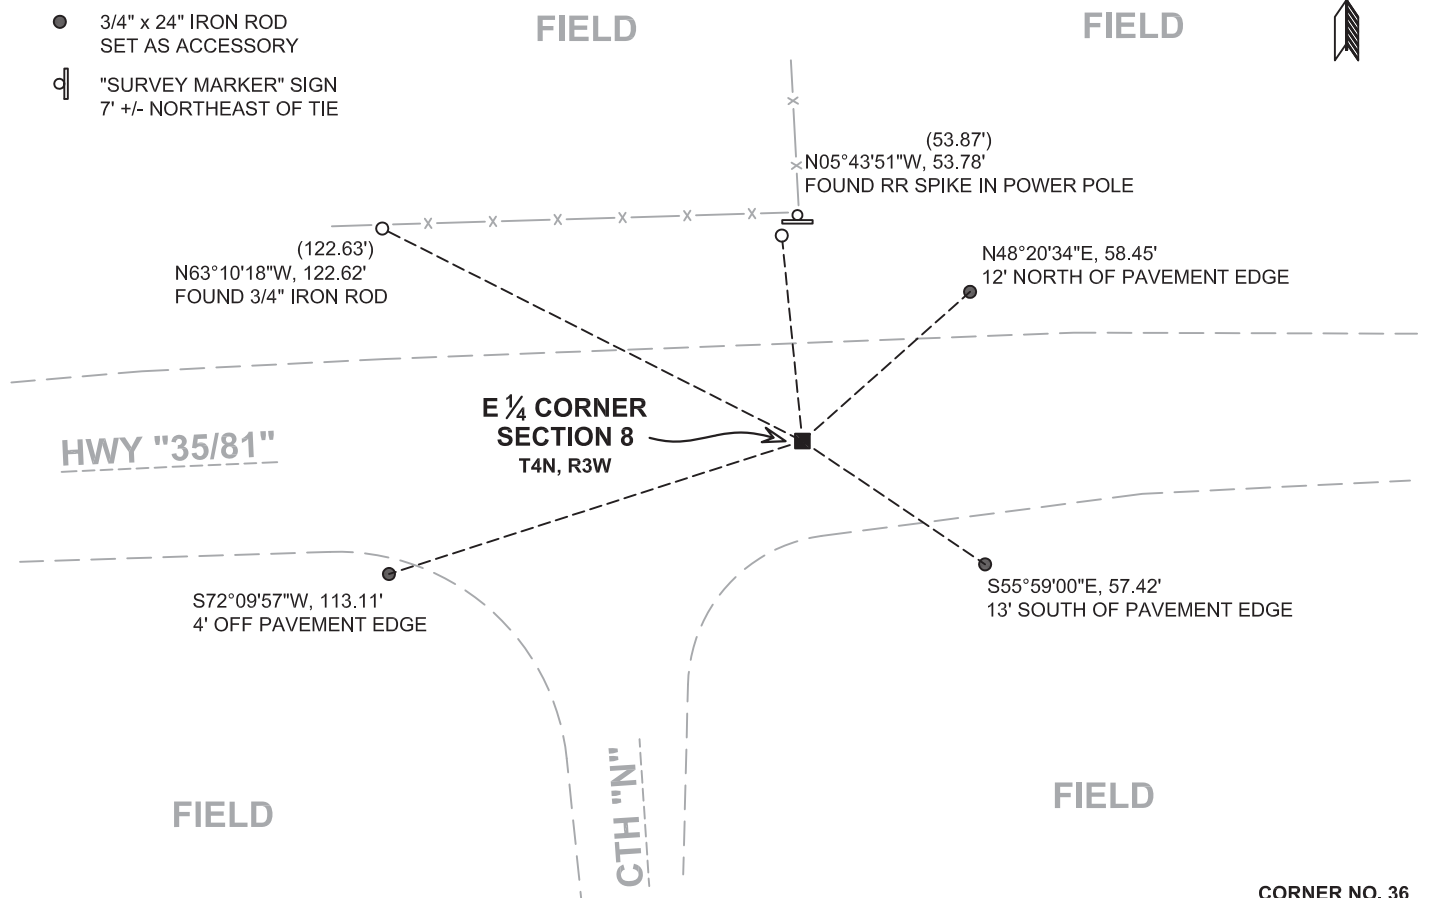 3/4" x 24" IRON ROD
SET AS ACCESSORY
"SURVEY MARKER" SIGN
7' +/- NORTHEAST OF TIE
FIELD
FIELD
(53.87')
N05°43'51"W, 53.78'
FOUND RR SPIKE IN POWER POLE
(122.63')
N63°10'18"W, 122.62'
FOUND 3/4" IRON ROD
N48°20'34"E, 58.45'
12' NORTH OF PAVEMENT EDGE
E ¼ CORNER
SECTION 8
T4N, R3W
HWY "35/81"
S72°09'57"W, 113.11'
4' OFF PAVEMENT EDGE
S55°59'00"E, 57.42'
13' SOUTH OF PAVEMENT EDGE
CTH "N"
FIELD
FIELD
CORNER NO. 36